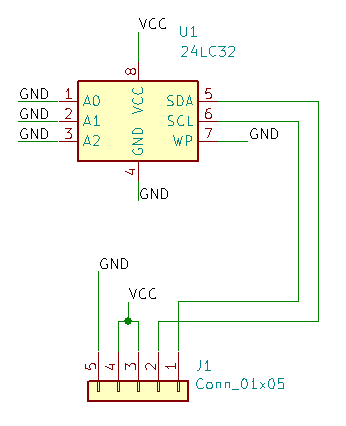 VCC
U1
24LC32
8
GND 1 A0 VCC SDA 5
GND 2 A1 SCL 6
GND 3 A2 GND WP 7 GND
4
GND
GND
VCC
5 4 3 2 1 J1
Conn_01x05